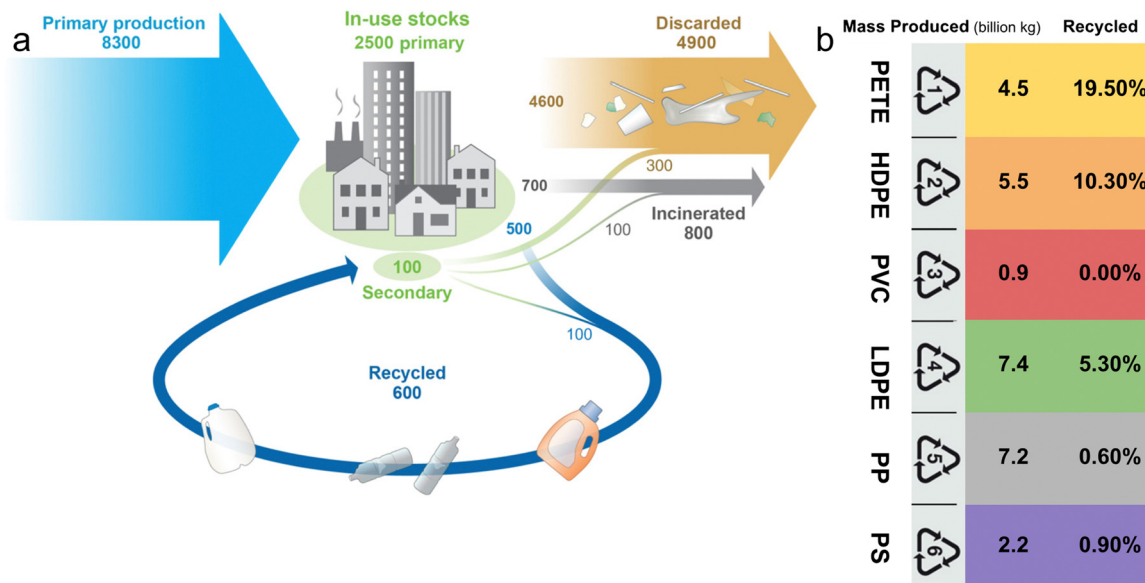 a
Primary production
8300
In-use stocks
2500 primary
Discarded
4900
4600
300
700
Incinerated
800
500
100
100
Secondary
100
Recycled
600
b
Mass Produced (billion kg) Recycled
PETE 1 4.5 19.50%
HDPE 2 5.5 10.30%
PVC 3 0.9 0.00%
LDPE 4 7.4 5.30%
PP 5 7.2 0.60%
PS 6 2.2 0.90%